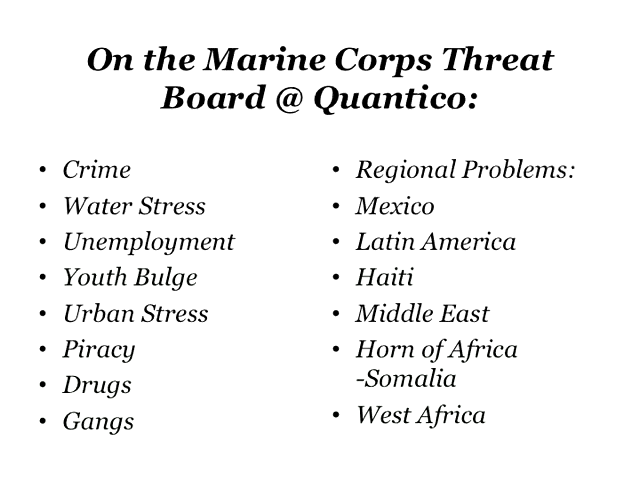 On the Marine Corps Threat
Board @ Quantico:
• Crime
• Water Stress
• Unemployment
• Youth Bulge
• Urban Stress
• Piracy
• Drugs
• Gangs
• Regional Problems:
• Mexico
• Latin America
• Haiti
• Middle East
• Horn of Africa
-Somalia
• West Africa